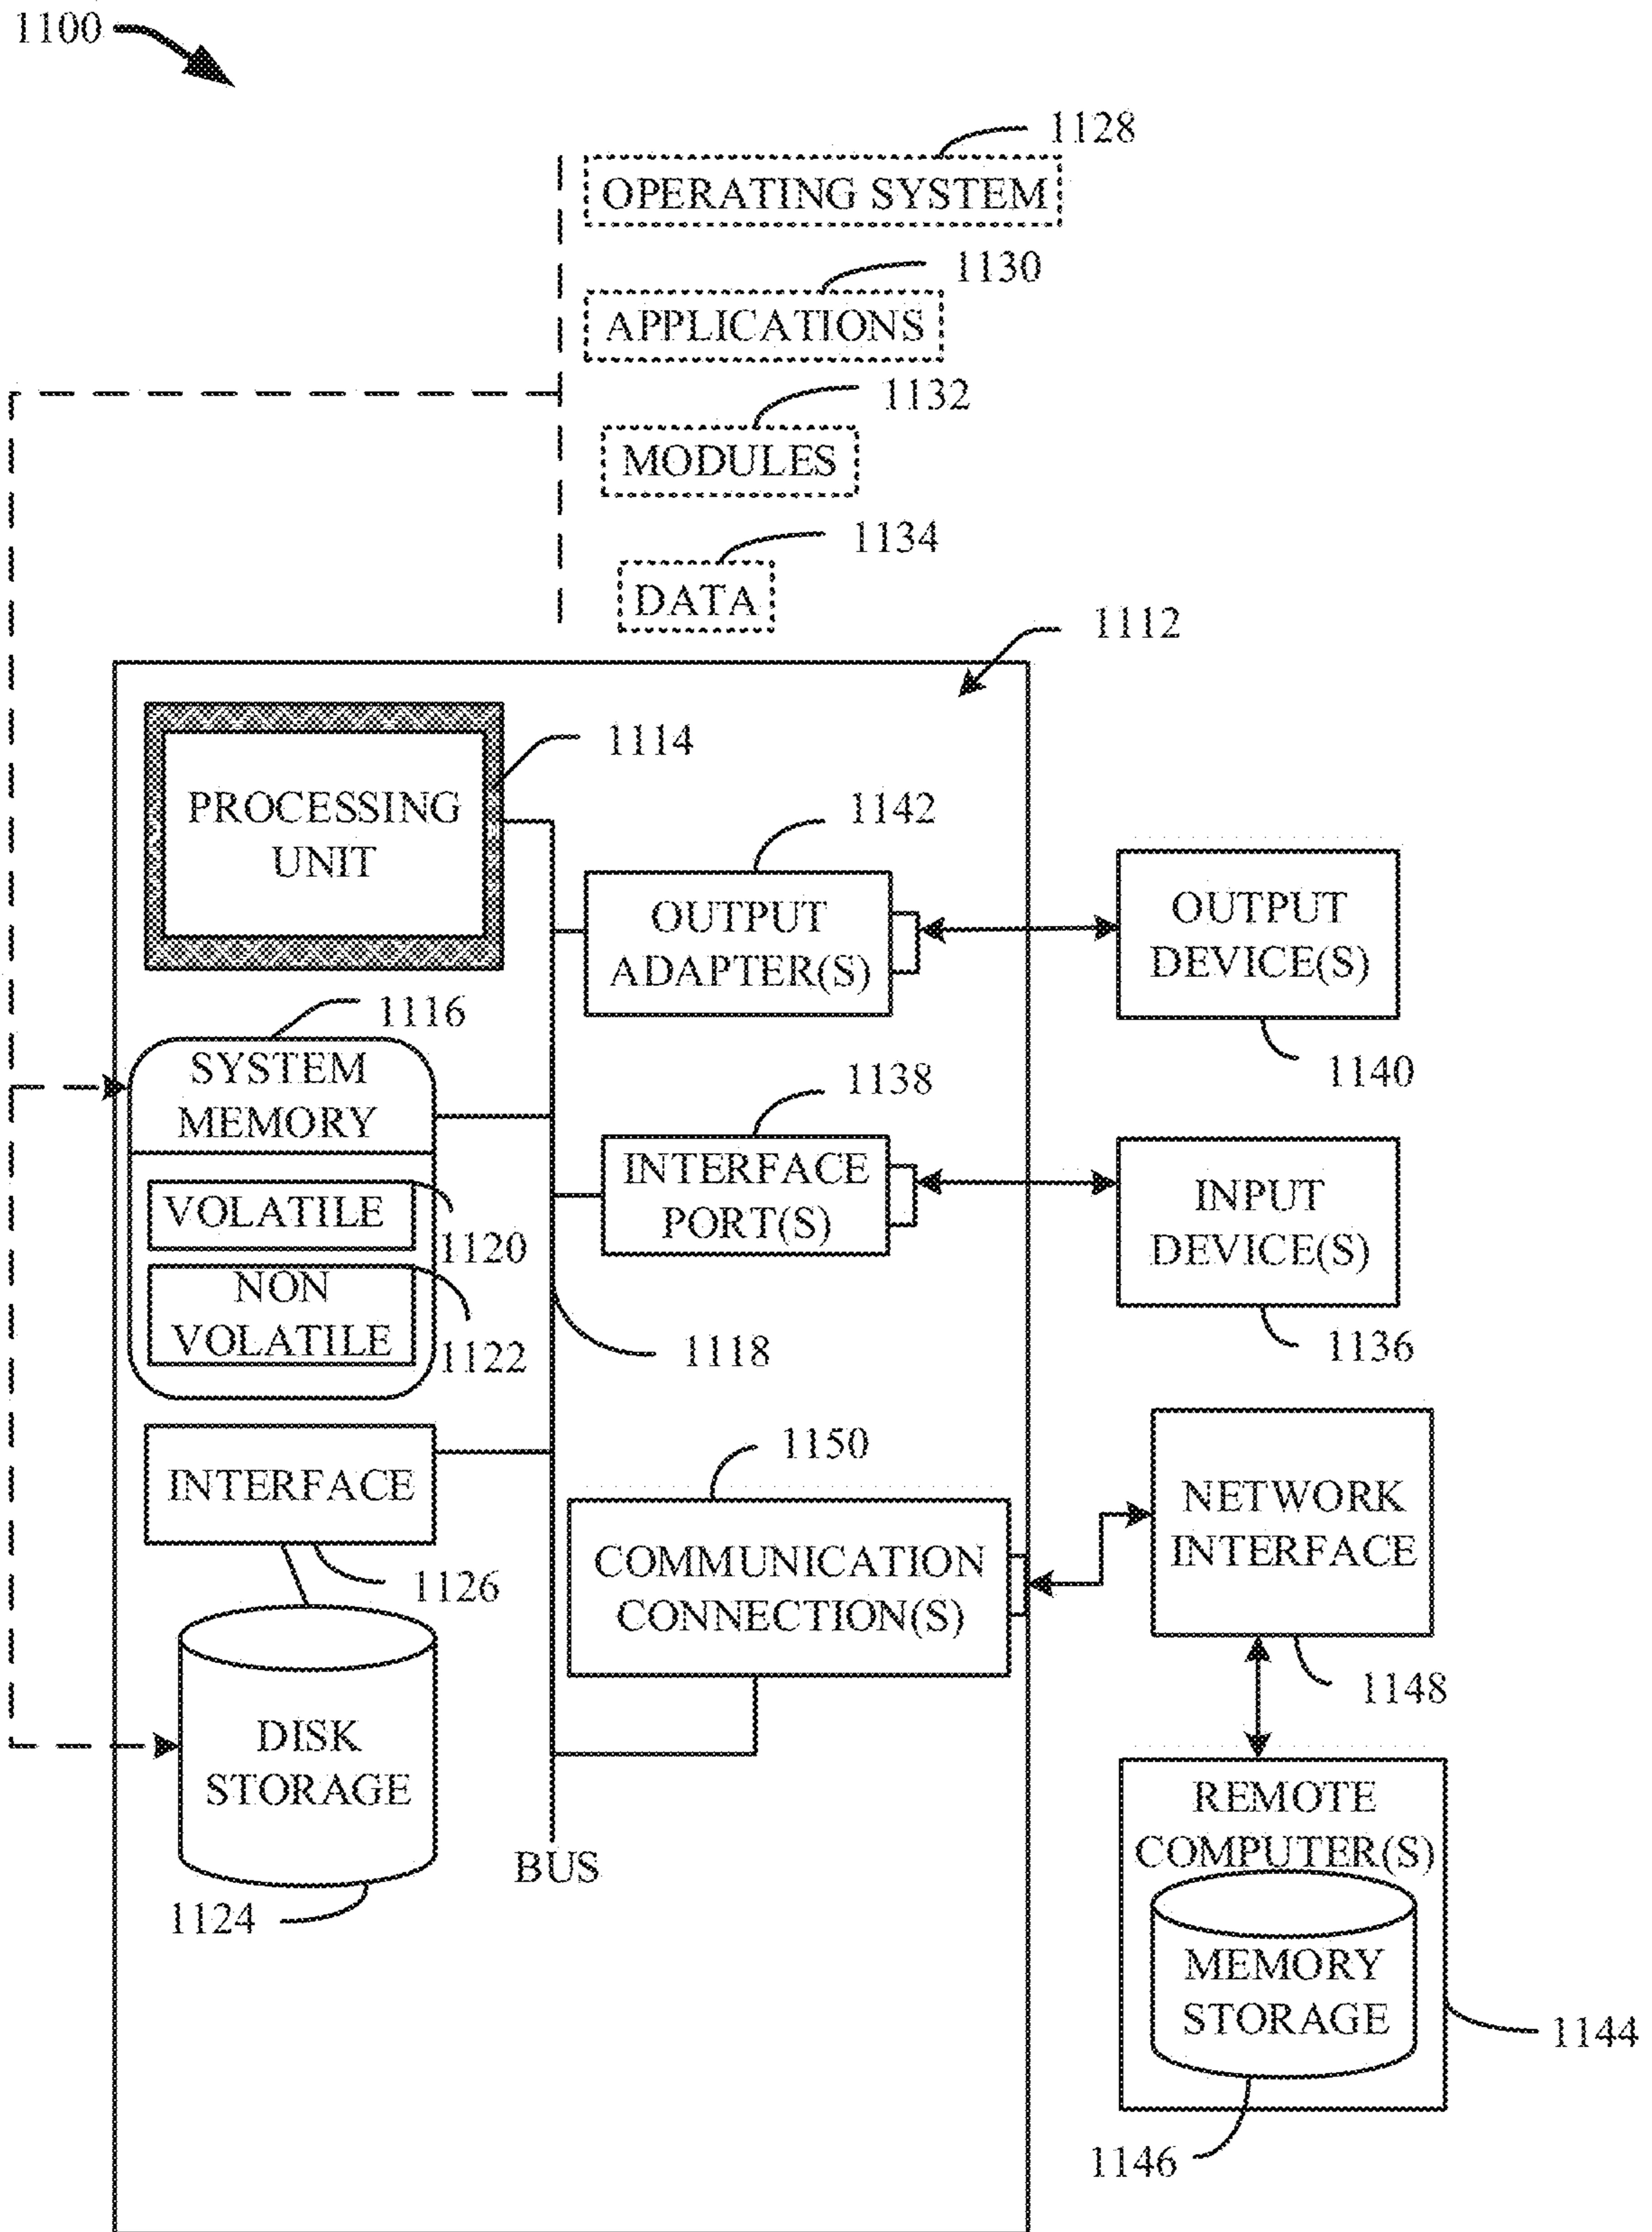 1100
1128
OPERATING SYSTEM
1130
APPLICATIONS
1132
MODULES
1134
DATA
1112
1114
PROCESSING
UNIT
1142
OUTPUT
ADAPTER(S)
OUTPUT
DEVICE(S)
1140
1116
SYSTEM
MEMORY
VOLATILE
1120
NON
VOLATILE
1122
1138
INTERFACE
PORT(S)
INPUT
DEVICE(S)
1136
1118
INTERFACE
1126
1150
COMMUNICATION
CONNECTION(S)
NETWORK
INTERFACE
1148
DISK
STORAGE
1124
BUS
REMOTE
COMPUTER(S)
MEMORY
STORAGE
1144
1146